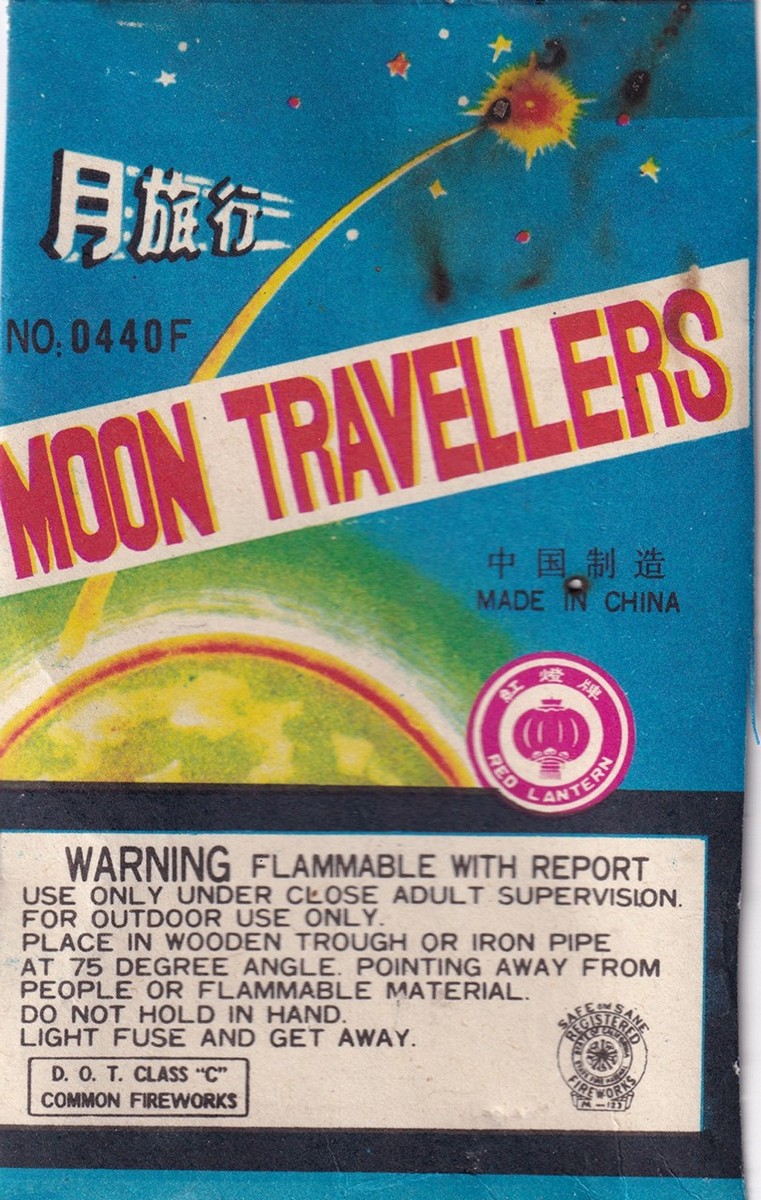 月旅行
NO: 0440F
MOON TRAVELLERS
中国制造
MADE IN CHINA
紅燈牌
RED LANTERN
WARNING FLAMMABLE WITH REPORT
USE ONLY UNDER CLOSE ADULT SUPERVISION.
FOR OUTDOOR USE ONLY.
PLACE IN WOODEN TROUGH OR IRON PIPE
AT 75 DEGREE ANGLE. POINTING AWAY FROM
PEOPLE OR FLAMMABLE MATERIAL.
DO NOT HOLD IN HAND.
LIGHT FUSE AND GET AWAY.
D. O. T. CLASS "C"
COMMON FIREWORKS
SAFE and SANE
REGISTERED
STATE OF CALIFORNIA
FIREWORKS